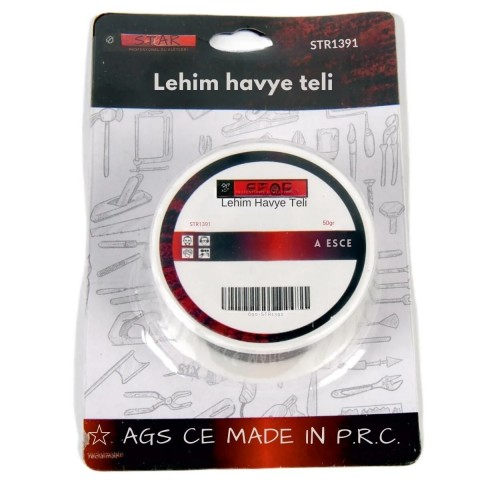 STAR
STR1391
Lehim havye teli
STAR
Lehim Havye Teli
STR1391
50gr
A ESCE
AGS CE MADE IN P.R.C.